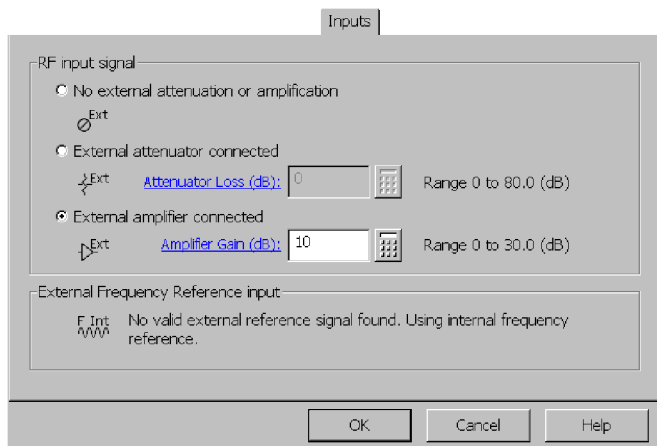 Inputs
RF input signal
No external attenuation or amplification
Ext
External attenuator connected
Ext Attenuator Loss (dB): 0 Range 0 to 80.0 (dB)
External amplifier connected
Ext Amplifier Gain (dB): 10 Range 0 to 30.0 (dB)
External Frequency Reference input
F Int No valid external reference signal found. Using internal frequency
reference.
OK Cancel Help